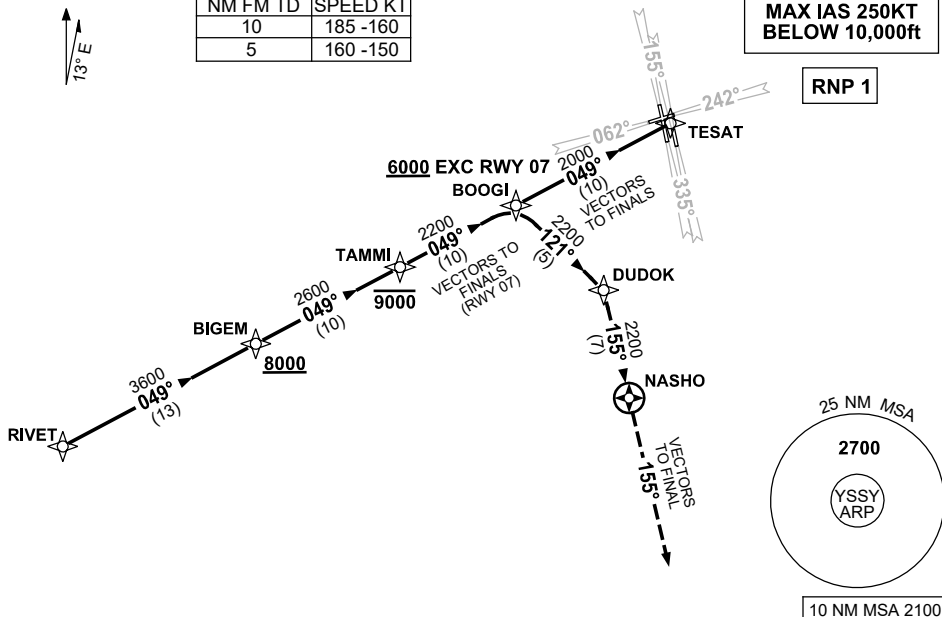 NM FM TD SPEED KT
10 185 -160
5 160 -150
13° E
MAX IAS 250KT
BELOW 10,000ft
RNP 1
155°
242°
062°
335°
TESAT
6000 EXC RWY 07
BOOGI
2000
049°
(10)
VECTORS
TO FINALS
2200
049°
(10)
VECTORS TO
FINALS
(RWY 07)
2200
121°
(5)
TAMMI
9000
DUDOK
2600
049°
(10)
BIGEM
8000
2200
155°
(7)
NASHO
3600
049°
(13)
RIVET
VECTORS
TO FINAL
155°
25 NM MSA
2700
YSSY
ARP
10 NM MSA 2100